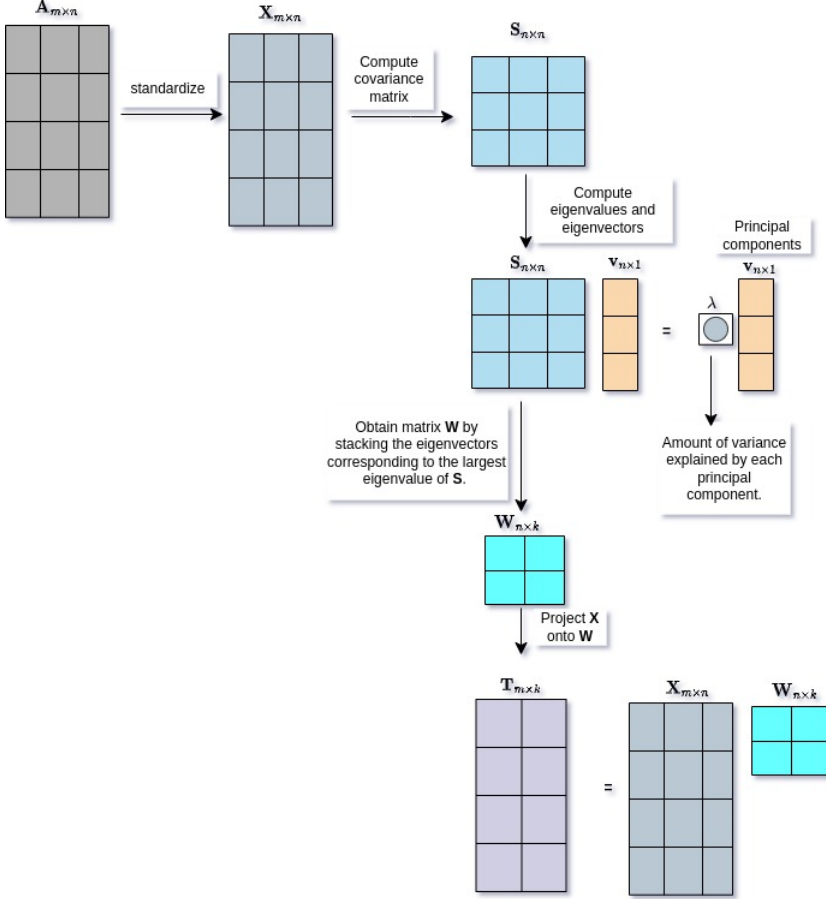 A_{m×n}
X_{m×n}
S_{n×n}
standardize
Compute
covariance
matrix
Compute
eigenvalues and
eigenvectors
Principal
components
S_{n×n}
v_{n×1}
=
λ
v_{n×1}
Obtain matrix W by
stacking the eigenvectors
corresponding to the largest
eigenvalue of S.
Amount of variance
explained by each
principal
component.
W_{n×k}
Project X
onto W
T_{m×k}
=
X_{m×n}
W_{n×k}